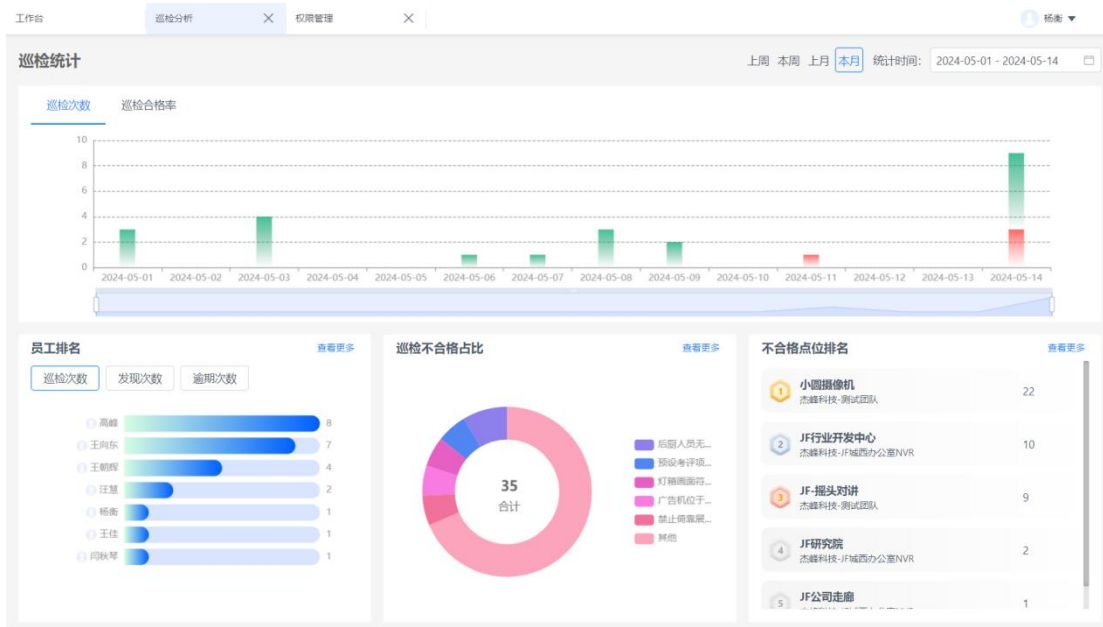 工作台 巡检分析 权限管理 杨衡
巡检统计 上周 本周 上月 本月 统计时间: 2024-05-01 - 2024-05-14
巡检次数 巡检合格率
10
8
6
4
2
0
2024-05-01 2024-05-02 2024-05-03 2024-05-04 2024-05-05 2024-05-06 2024-05-07 2024-05-08 2024-05-09 2024-05-10 2024-05-11 2024-05-12 2024-05-13 2024-05-14
员工排名 查看更多
巡检次数 发现次数 逾期次数
高峰 8
王向东 7
王朝辉 4
汪慧 2
杨衡 1
王佳 1
闫秋琴 1
巡检不合格占比 查看更多
35
合计
后厨人员无...
预设考评项...
灯箱画面符...
广告机位于...
禁止倚靠展...
其他
不合格点位排名 查看更多
1 小圆摄像机 22
杰峰科技-测试团队
2 JF行业开发中心 10
杰峰科技-JF城西办公室NVR
3 JF-摇头对讲 9
杰峰科技-测试团队
4 JF研究院 2
杰峰科技-JF城西办公室NVR
5 JF公司走廊 1